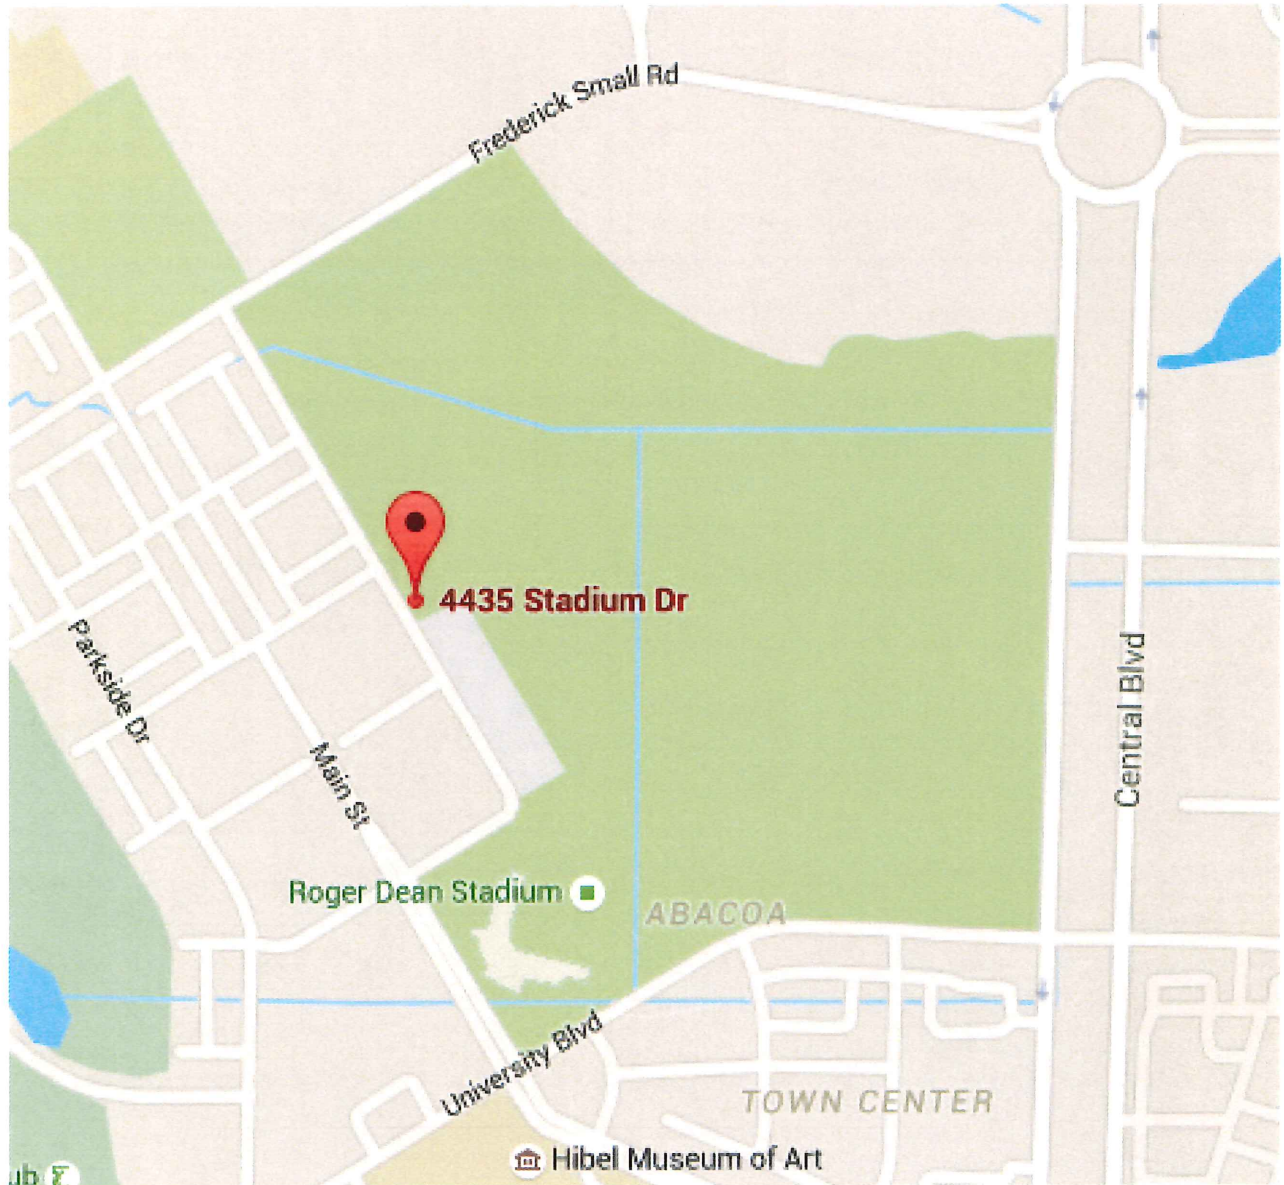 Frederick Small Rd
4435 Stadium Dr
Parkside Dr
Central Blvd
Main St
Roger Dean Stadium
ABACOA
University Blvd
TOWN CENTER
Hibel Museum of Art
ub